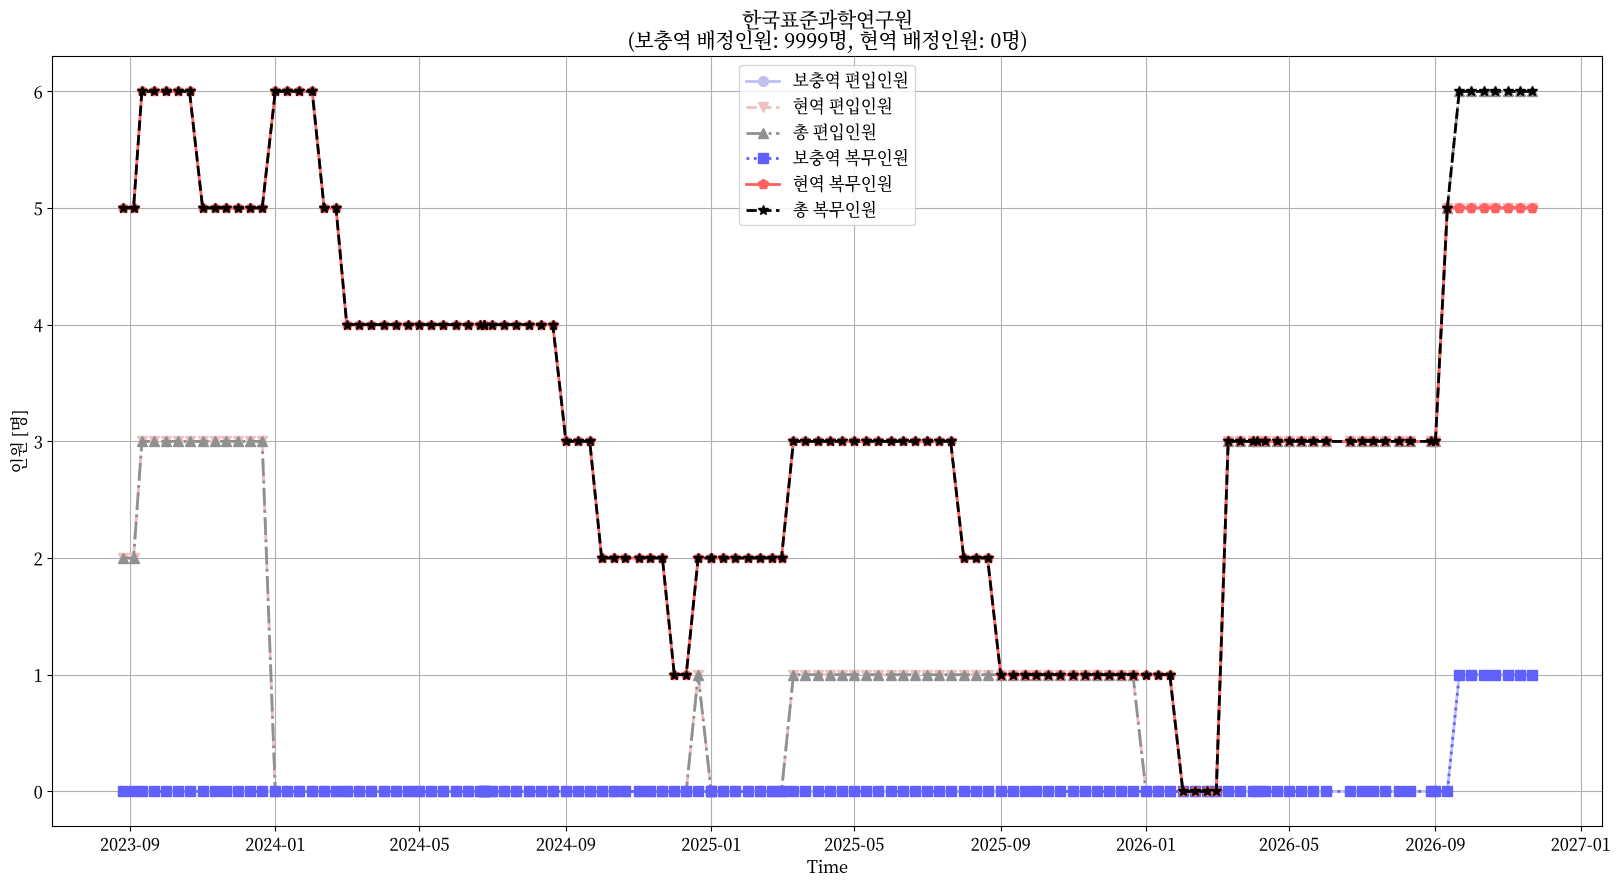 한국표준과학연구원
(보충역 배정인원: 9999명, 현역 배정인원: 0명)
보충역 편입인원
현역 편입인원
총 편입인원
보충역 복무인원
현역 복무인원
총 복무인원
인원 [명]
6
5
4
3
2
1
0
2023-09
2024-01
2024-05
2024-09
2025-01
2025-05
2025-09
2026-01
2026-05
2026-09
2027-01
Time